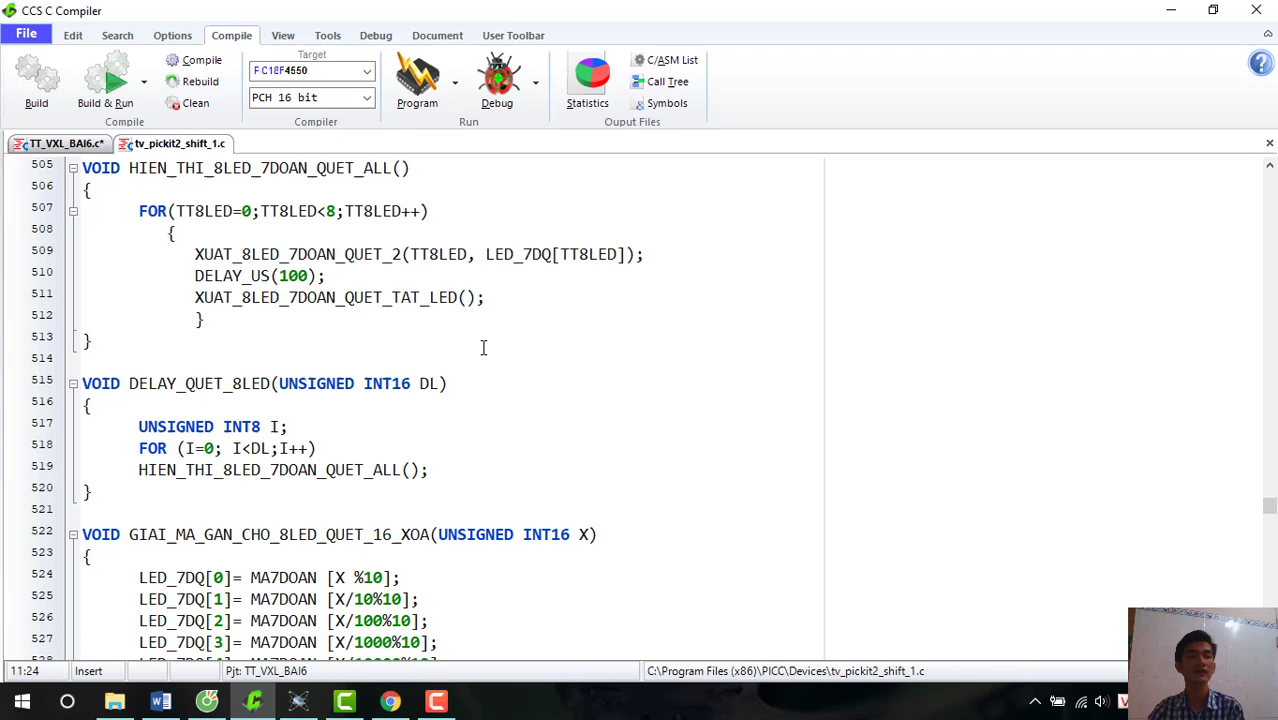 CCS C Compiler
File Edit Search Options Compile View Tools Debug Document User Toolbar
Build
Build & Run
Compile
Rebuild
Clean
Compile
Target
PIC18F4550
PCH 16 bit
Compiler
Program
Debug
Run
Statistics
C/ASM List
Call Tree
Symbols
Ouput Files
TT_VXL_BAI6.c* tv_pickit2_shift_1.c
505 VOID HIEN_THI_8LED_7DOAN_QUET_ALL()
506 {
507 FOR(TT8LED=0;TT8LED<8;TT8LED++)
508 {
509 XUAT_8LED_7DOAN_QUET_2(TT8LED, LED_7DQ[TT8LED]);
510 DELAY_US(100);
511 XUAT_8LED_7DOAN_QUET_TAT_LED();
512 }
513 }
514
515 VOID DELAY_QUET_8LED(UNSIGNED INT16 DL)
516 {
517 UNSIGNED INT8 I;
518 FOR (I=0; I<DL;I++)
519 HIEN_THI_8LED_7DOAN_QUET_ALL();
520 }
521
522 VOID GIAI_MA_GAN_CHO_8LED_QUET_16_XOA(UNSIGNED INT16 X)
523 {
524 LED_7DQ[0]= MA7DOAN [X %10];
525 LED_7DQ[1]= MA7DOAN [X/10%10];
526 LED_7DQ[2]= MA7DOAN [X/100%10];
527 LED_7DQ[3]= MA7DOAN [X/1000%10];
11:24 Insert Pjt: TT_VXL_BAI6 C:\Program Files (x86)\PICC\Devices\tv_pickit2_shift_1.c